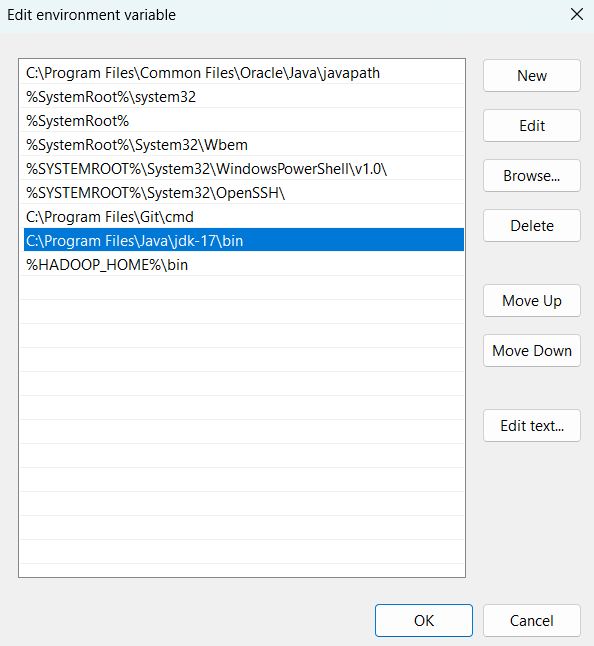 Edit environment variable
C:\Program Files\Common Files\Oracle\Java\javapath
%SystemRoot%\system32
%SystemRoot%
%SystemRoot%\System32\Wbem
%SYSTEMROOT%\System32\WindowsPowerShell\v1.0\
%SYSTEMROOT%\System32\OpenSSH\
C:\Program Files\Git\cmd
C:\Program Files\Java\jdk-17\bin
%HADOOP_HOME%\bin
New
Edit
Browse...
Delete
Move Up
Move Down
Edit text...
OK
Cancel